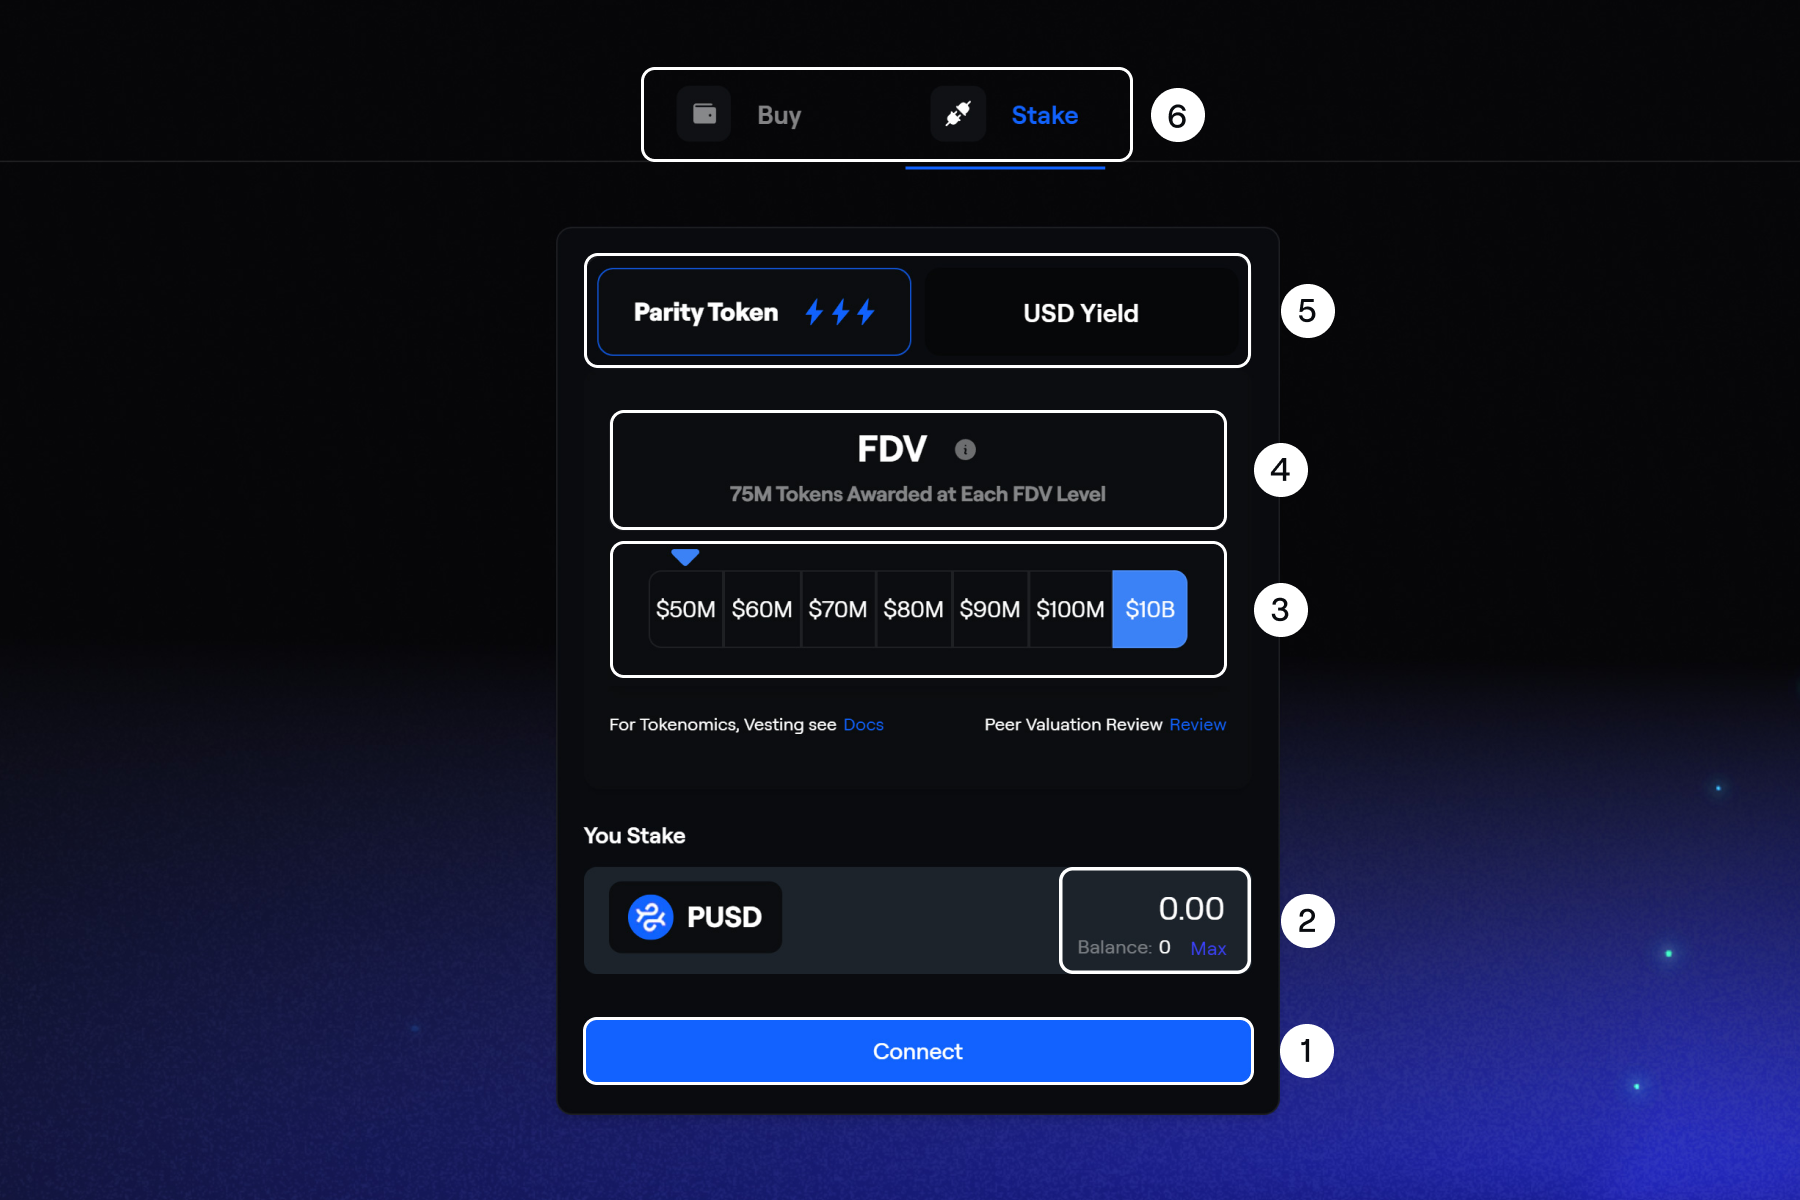 Buy
Stake
6
Parity Token
USD Yield
5
FDV
75M Tokens Awarded at Each FDV Level
4
$50M $60M $70M $80M $90M $100M $10B
3
For Tokenomics, Vesting see Docs
Peer Valuation Review Review
You Stake
PUSD
0.00
Balance: 0 Max
2
Connect
1